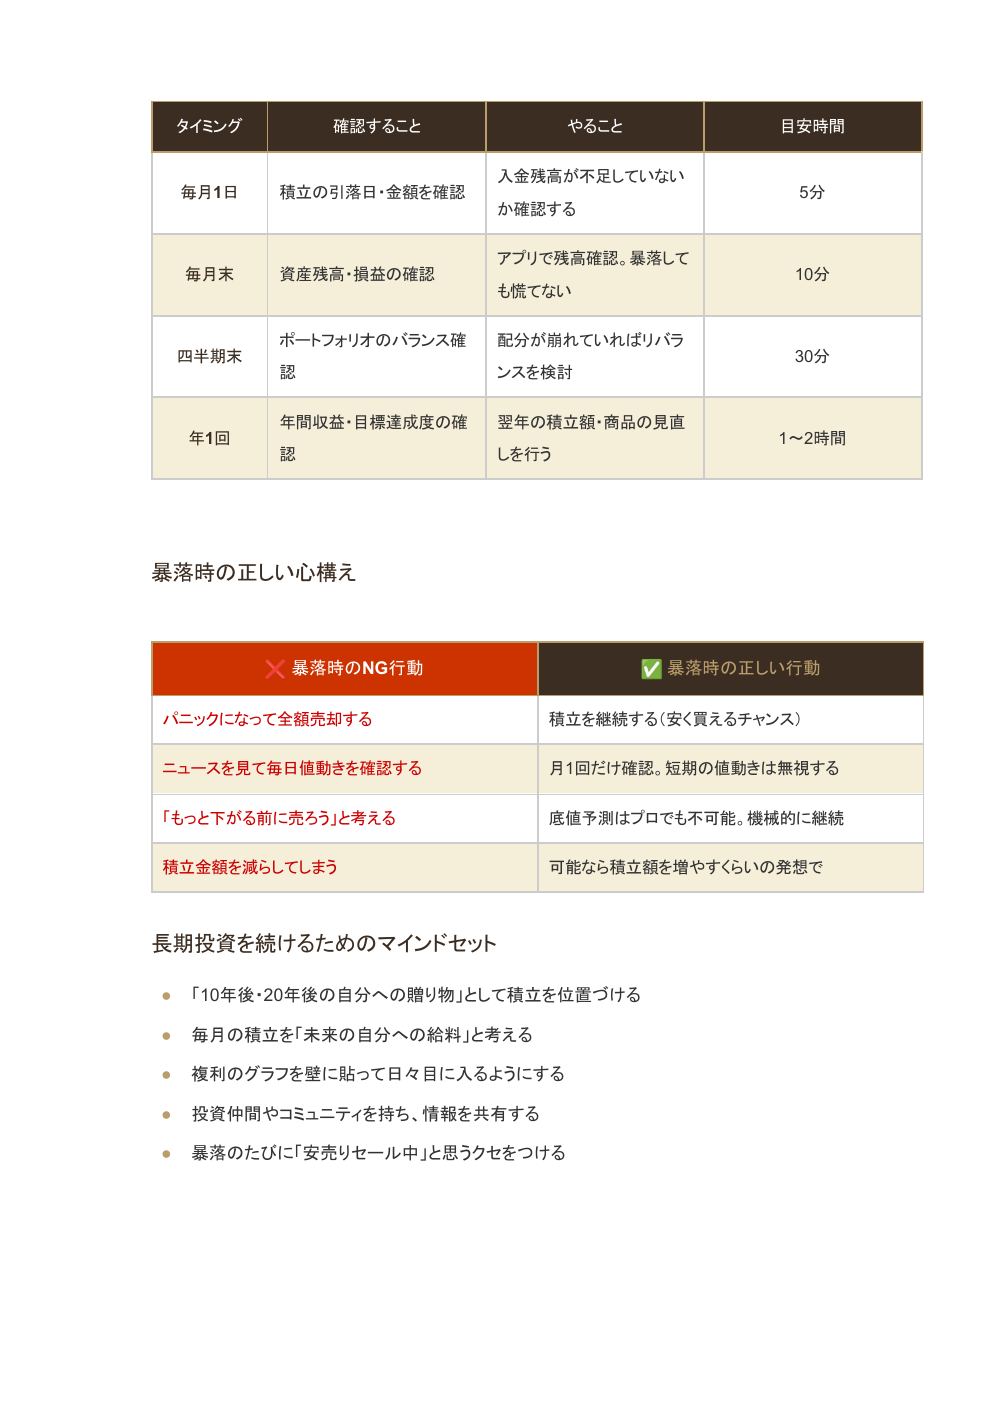 タイミング 確認すること やること 目安時間
毎月1日 積立の引落日・金額を確認 入金残高が不足していない
か確認する 5分
毎月末 資産残高・損益の確認 アプリで残高確認。暴落して
も慌てない 10分
四半期末 ポートフォリオのバランス確
認 配分が崩れていればリバラ
ンスを検討 30分
年1回 年間収益・目標達成度の確
認 翌年の積立額・商品の見直
しを行う 1〜2時間
暴落時の正しい心構え
❌ 暴落時のNG行動 ✅ 暴落時の正しい行動
パニックになって全額売却する 積立を継続する（安く買えるチャンス）
ニュースを見て毎日値動きを確認する 月1回だけ確認。短期の値動きは無視する
「もっと下がる前に売ろう」と考える 底値予測はプロでも不可能。機械的に継続
積立金額を減らしてしまう 可能なら積立額を増やすくらいの発想で
長期投資を続けるためのマインドセット
● 「10年後・20年後の自分への贈り物」として積立を位置づける
● 毎月の積立を「未来の自分への給料」と考える
● 複利のグラフを壁に貼って日々目に入るようにする
● 投資仲間やコミュニティを持ち、情報を共有する
● 暴落のたびに「安売りセール中」と思うクセをつける